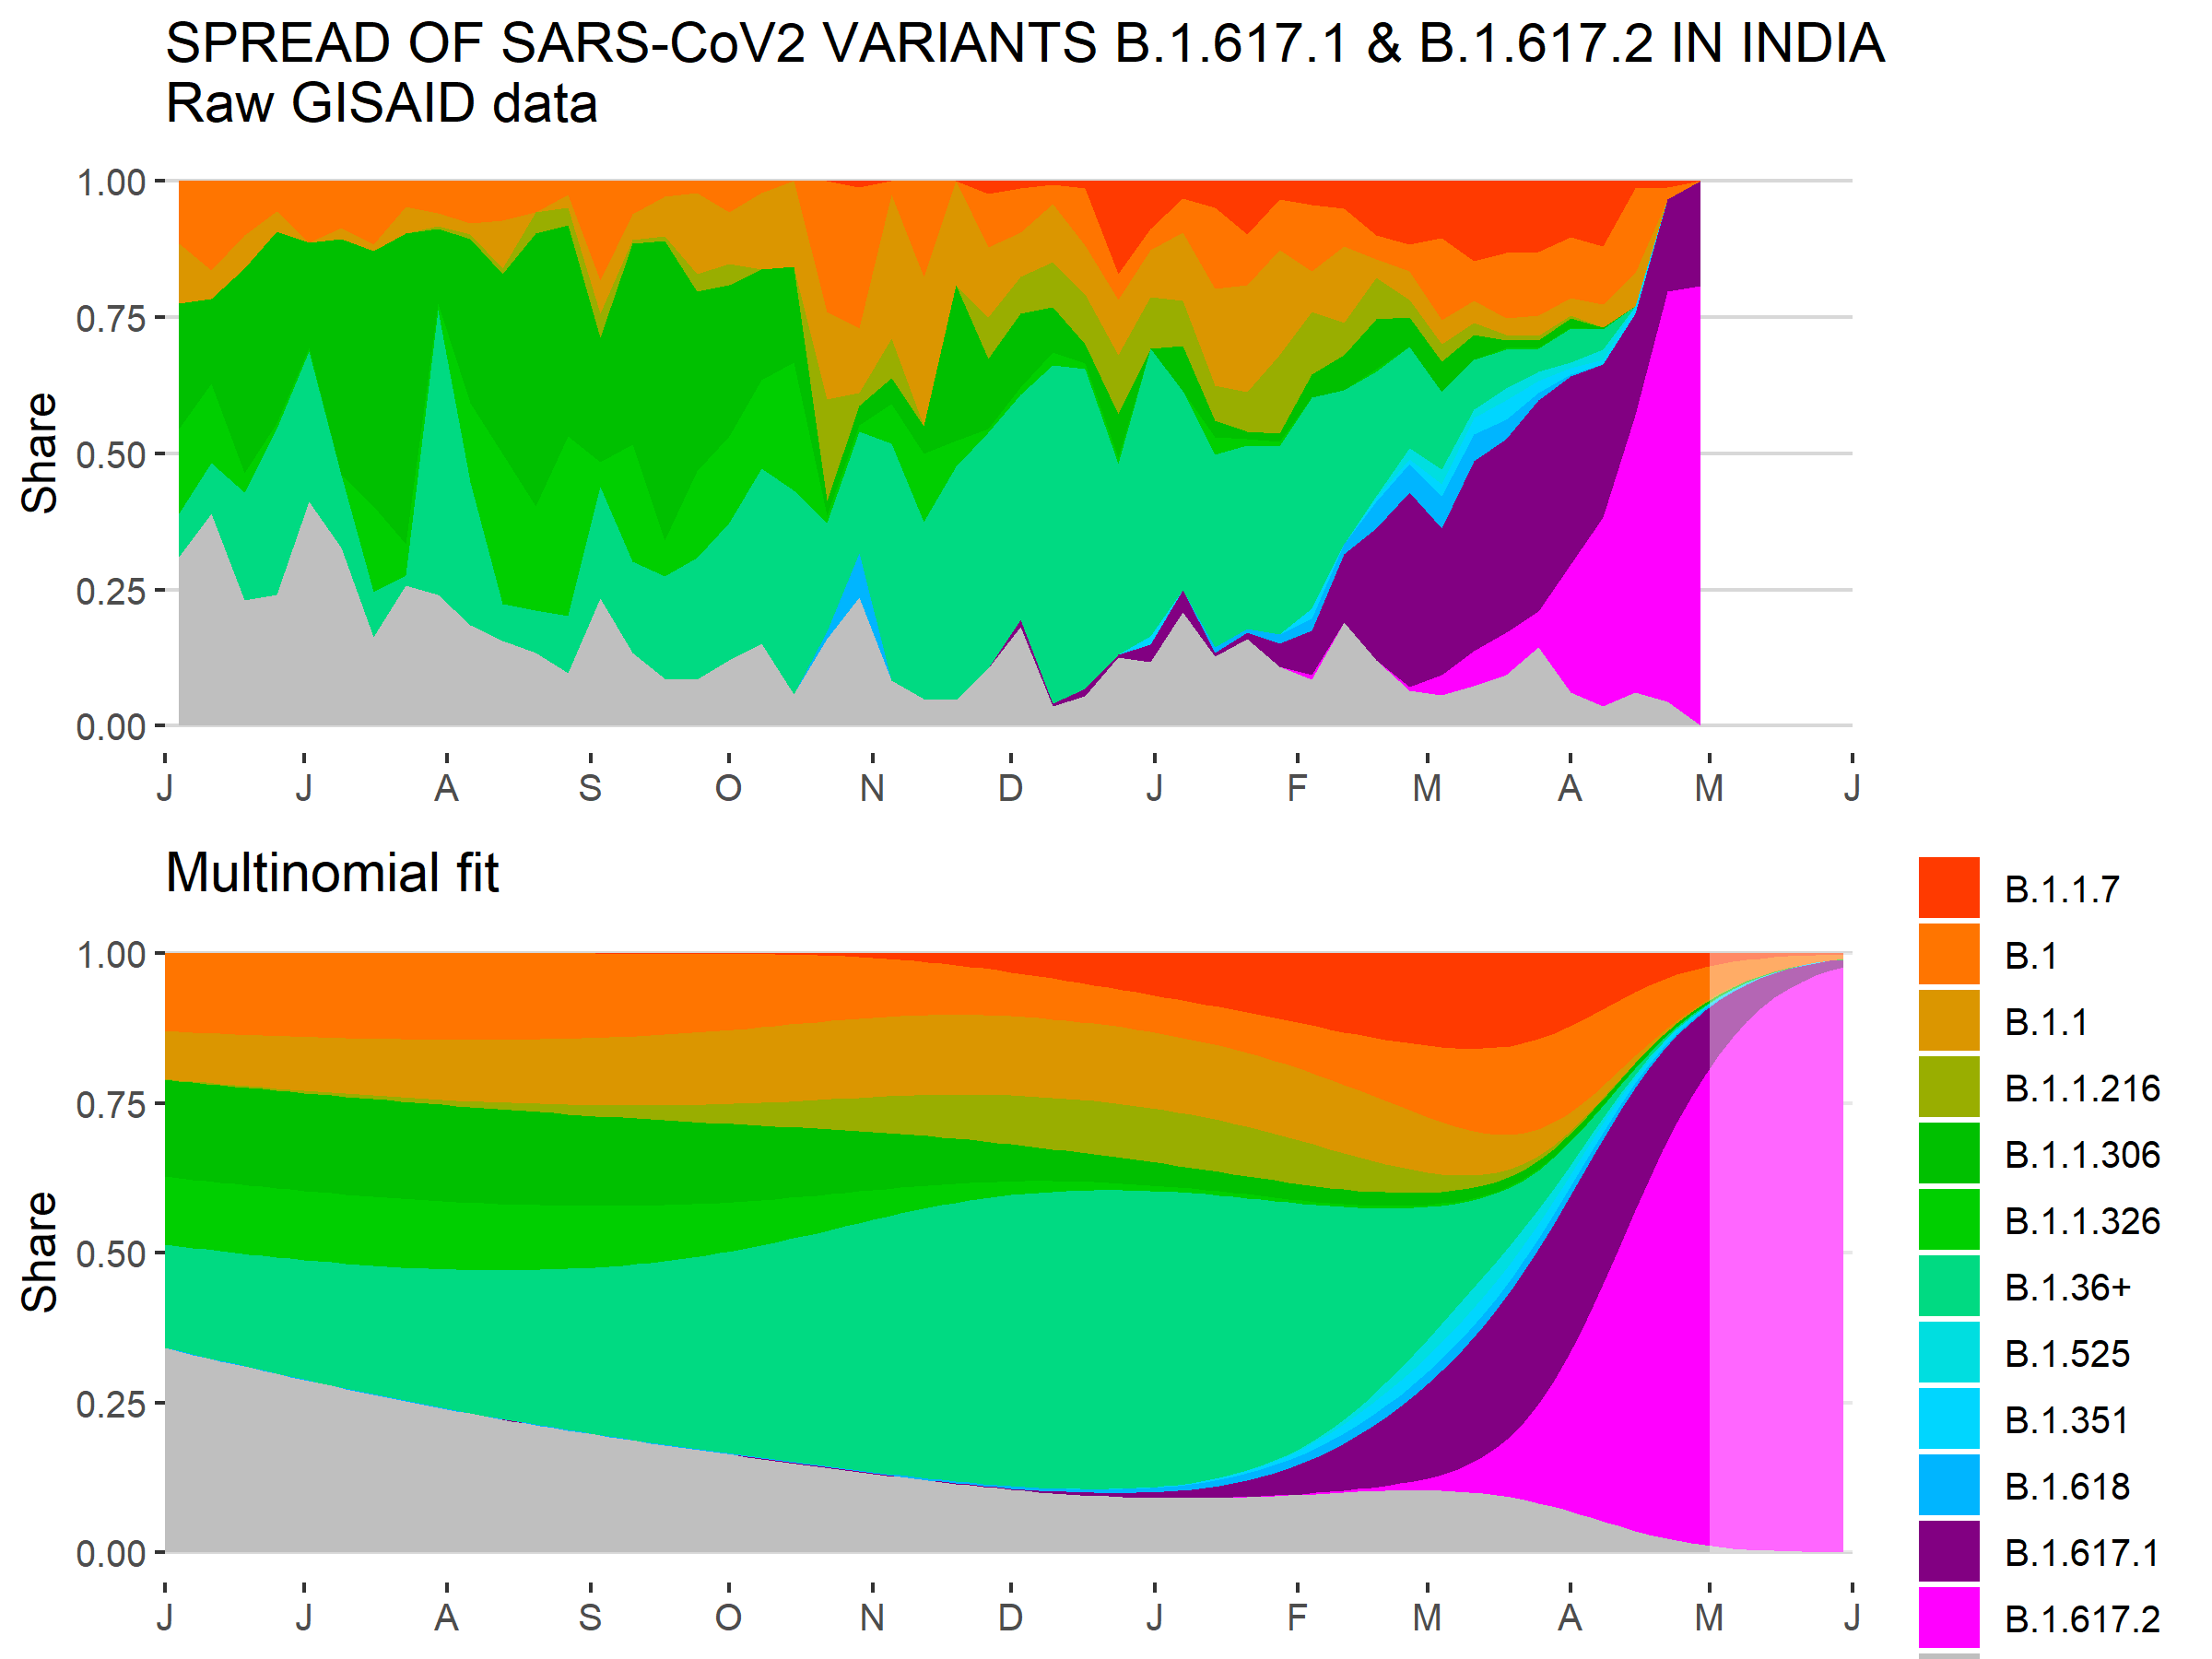 SPREAD OF SARS-CoV2 VARIANTS B.1.617.1 & B.1.617.2 IN INDIA
Raw GISAID data
Share
1.00
0.75
0.50
0.25
0.00
J J A S O N D J F M A M J
Multinomial fit
Share
1.00
0.75
0.50
0.25
0.00
J J A S O N D J F M A M J
B.1.1.7
B.1
B.1.1
B.1.1.216
B.1.1.306
B.1.1.326
B.1.36+
B.1.525
B.1.351
B.1.618
B.1.617.1
B.1.617.2